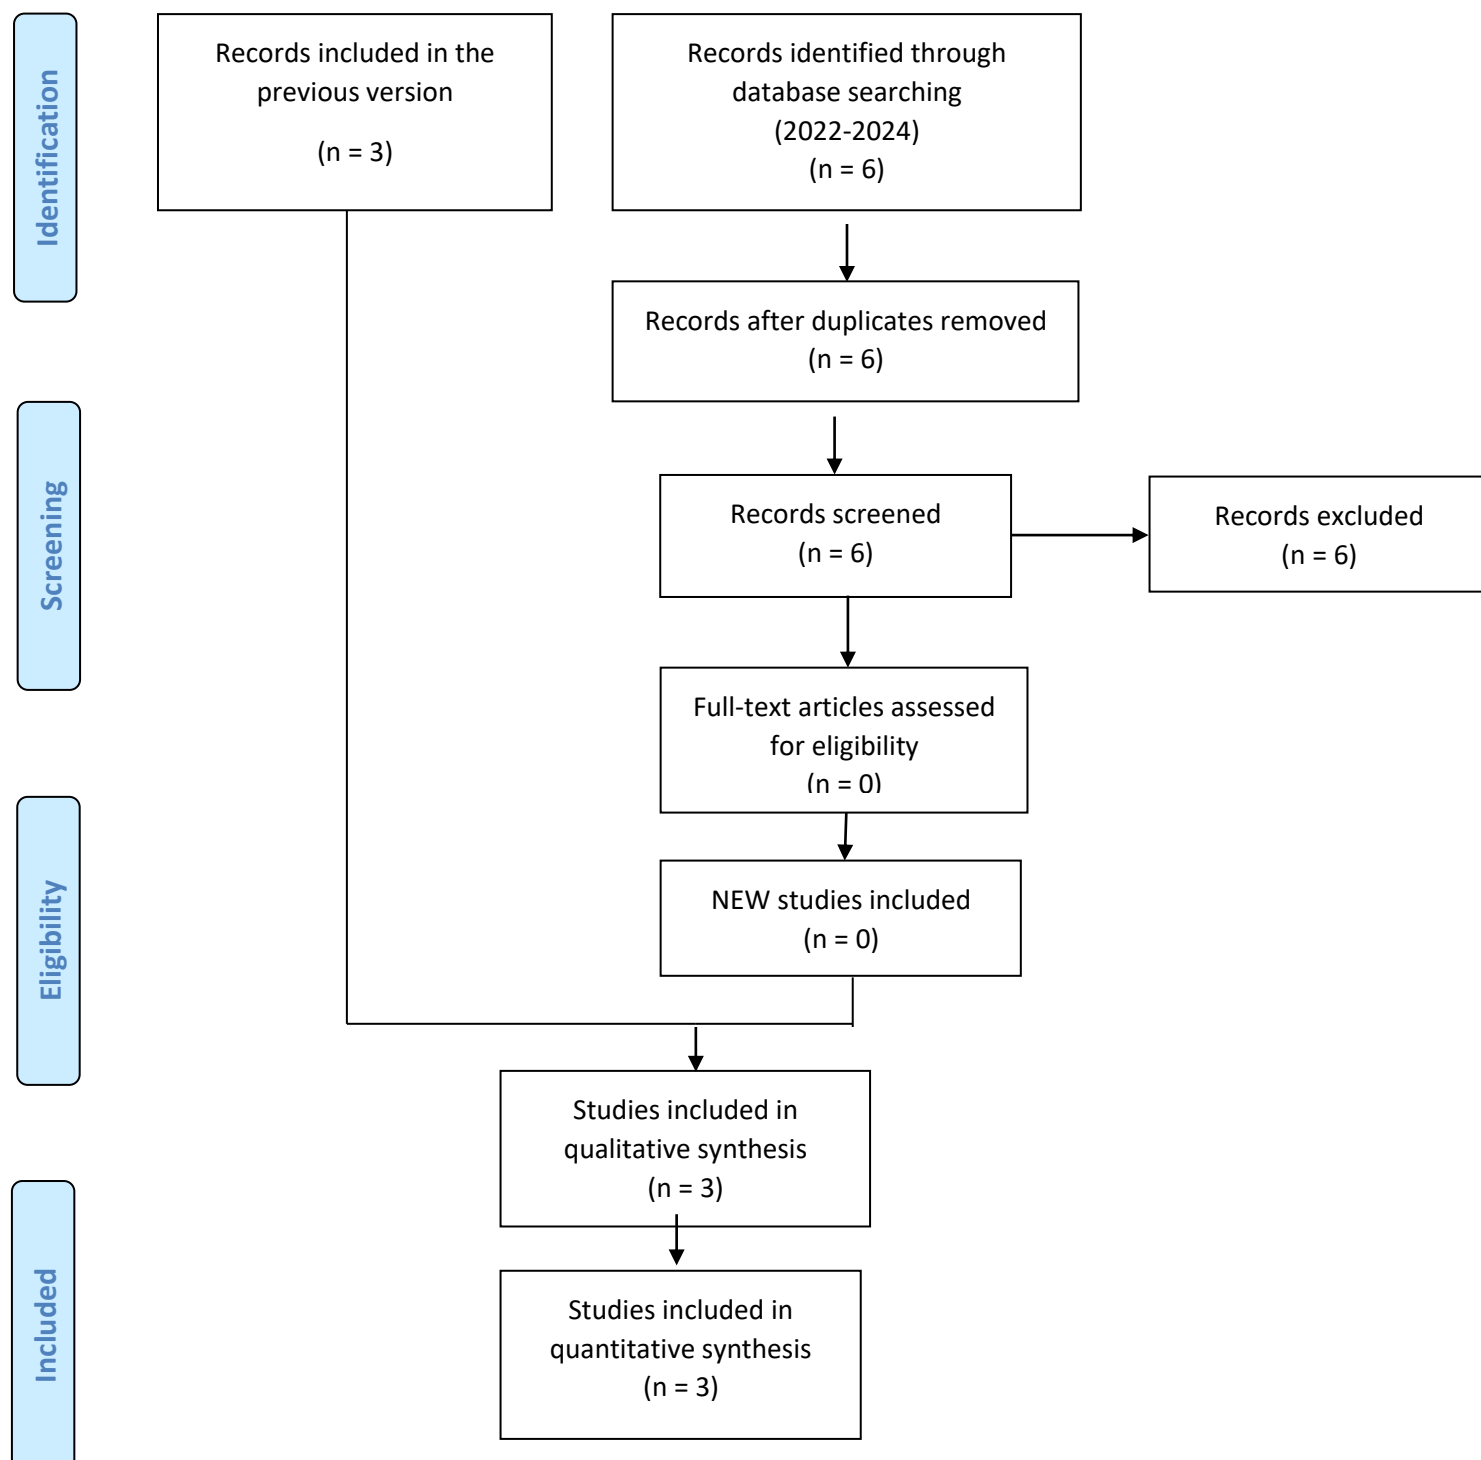 Identification
Records included in the
previous version
(n = 3)
Records identified through
database searching
(2022-2024)
(n = 6)
Records after duplicates removed
(n = 6)
Screening
Records screened
(n = 6)
Records excluded
(n = 6)
Full-text articles assessed
for eligibility
(n = 0)
Eligibility
NEW studies included
(n = 0)
Studies included in
qualitative synthesis
(n = 3)
Included
Studies included in
quantitative synthesis
(n = 3)